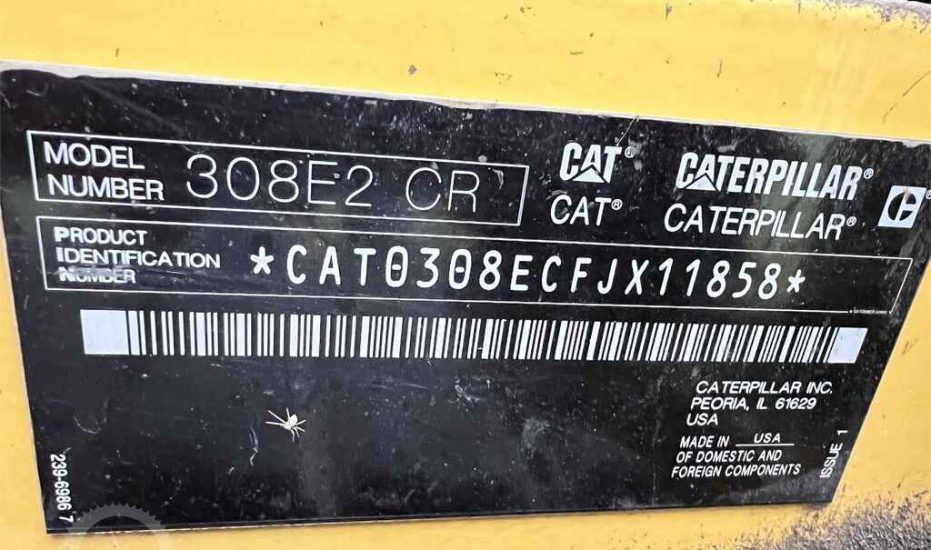 MODEL
NUMBER 308E2 CR
CAT® CATERPILLAR®
CAT® CATERPILLAR®
PRODUCT
IDENTIFICATION
NUMBER
*CAT0308ECFJX11858*
CATERPILLAR INC.
PEORIA, IL 61629
USA
MADE IN USA
OF DOMESTIC AND
FOREIGN COMPONENTS
ISSUE 1
239-6986 7